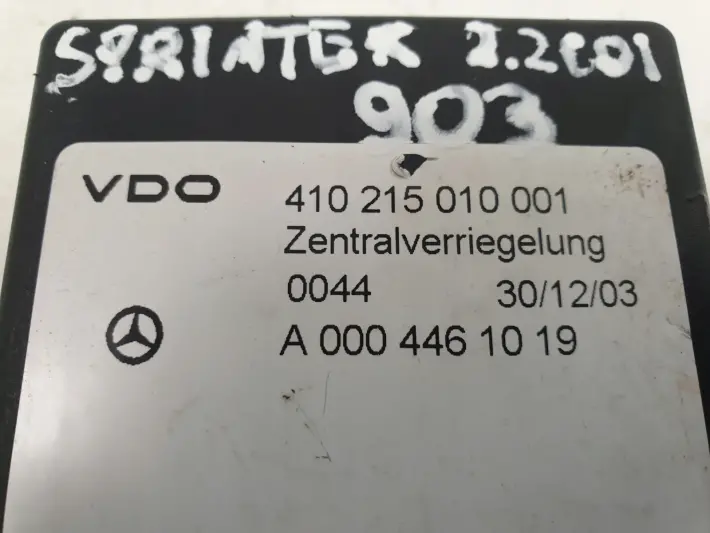 SPRINTER 2.2CDI
903
VDO 410 215 010 001
Zentralverriegelung
0044 30/12/03
A 000 446 10 19